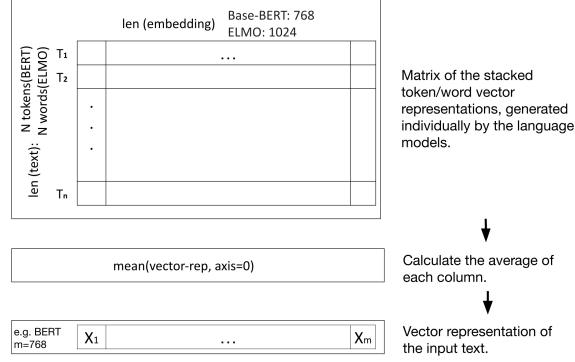 len (embedding)
Base-BERT: 768
ELMO: 1024
len (text): N tokens(BERT)
N words(ELMO)
T₁
...
T₂
.
.
.
Tₙ
Matrix of the stacked
token/word vector
representations, generated
individually by the language
models.
mean(vector-rep, axis=0)
Calculate the average of
each column.
e.g. BERT
m=768
X₁
...
Xₘ
Vector representation of
the input text.